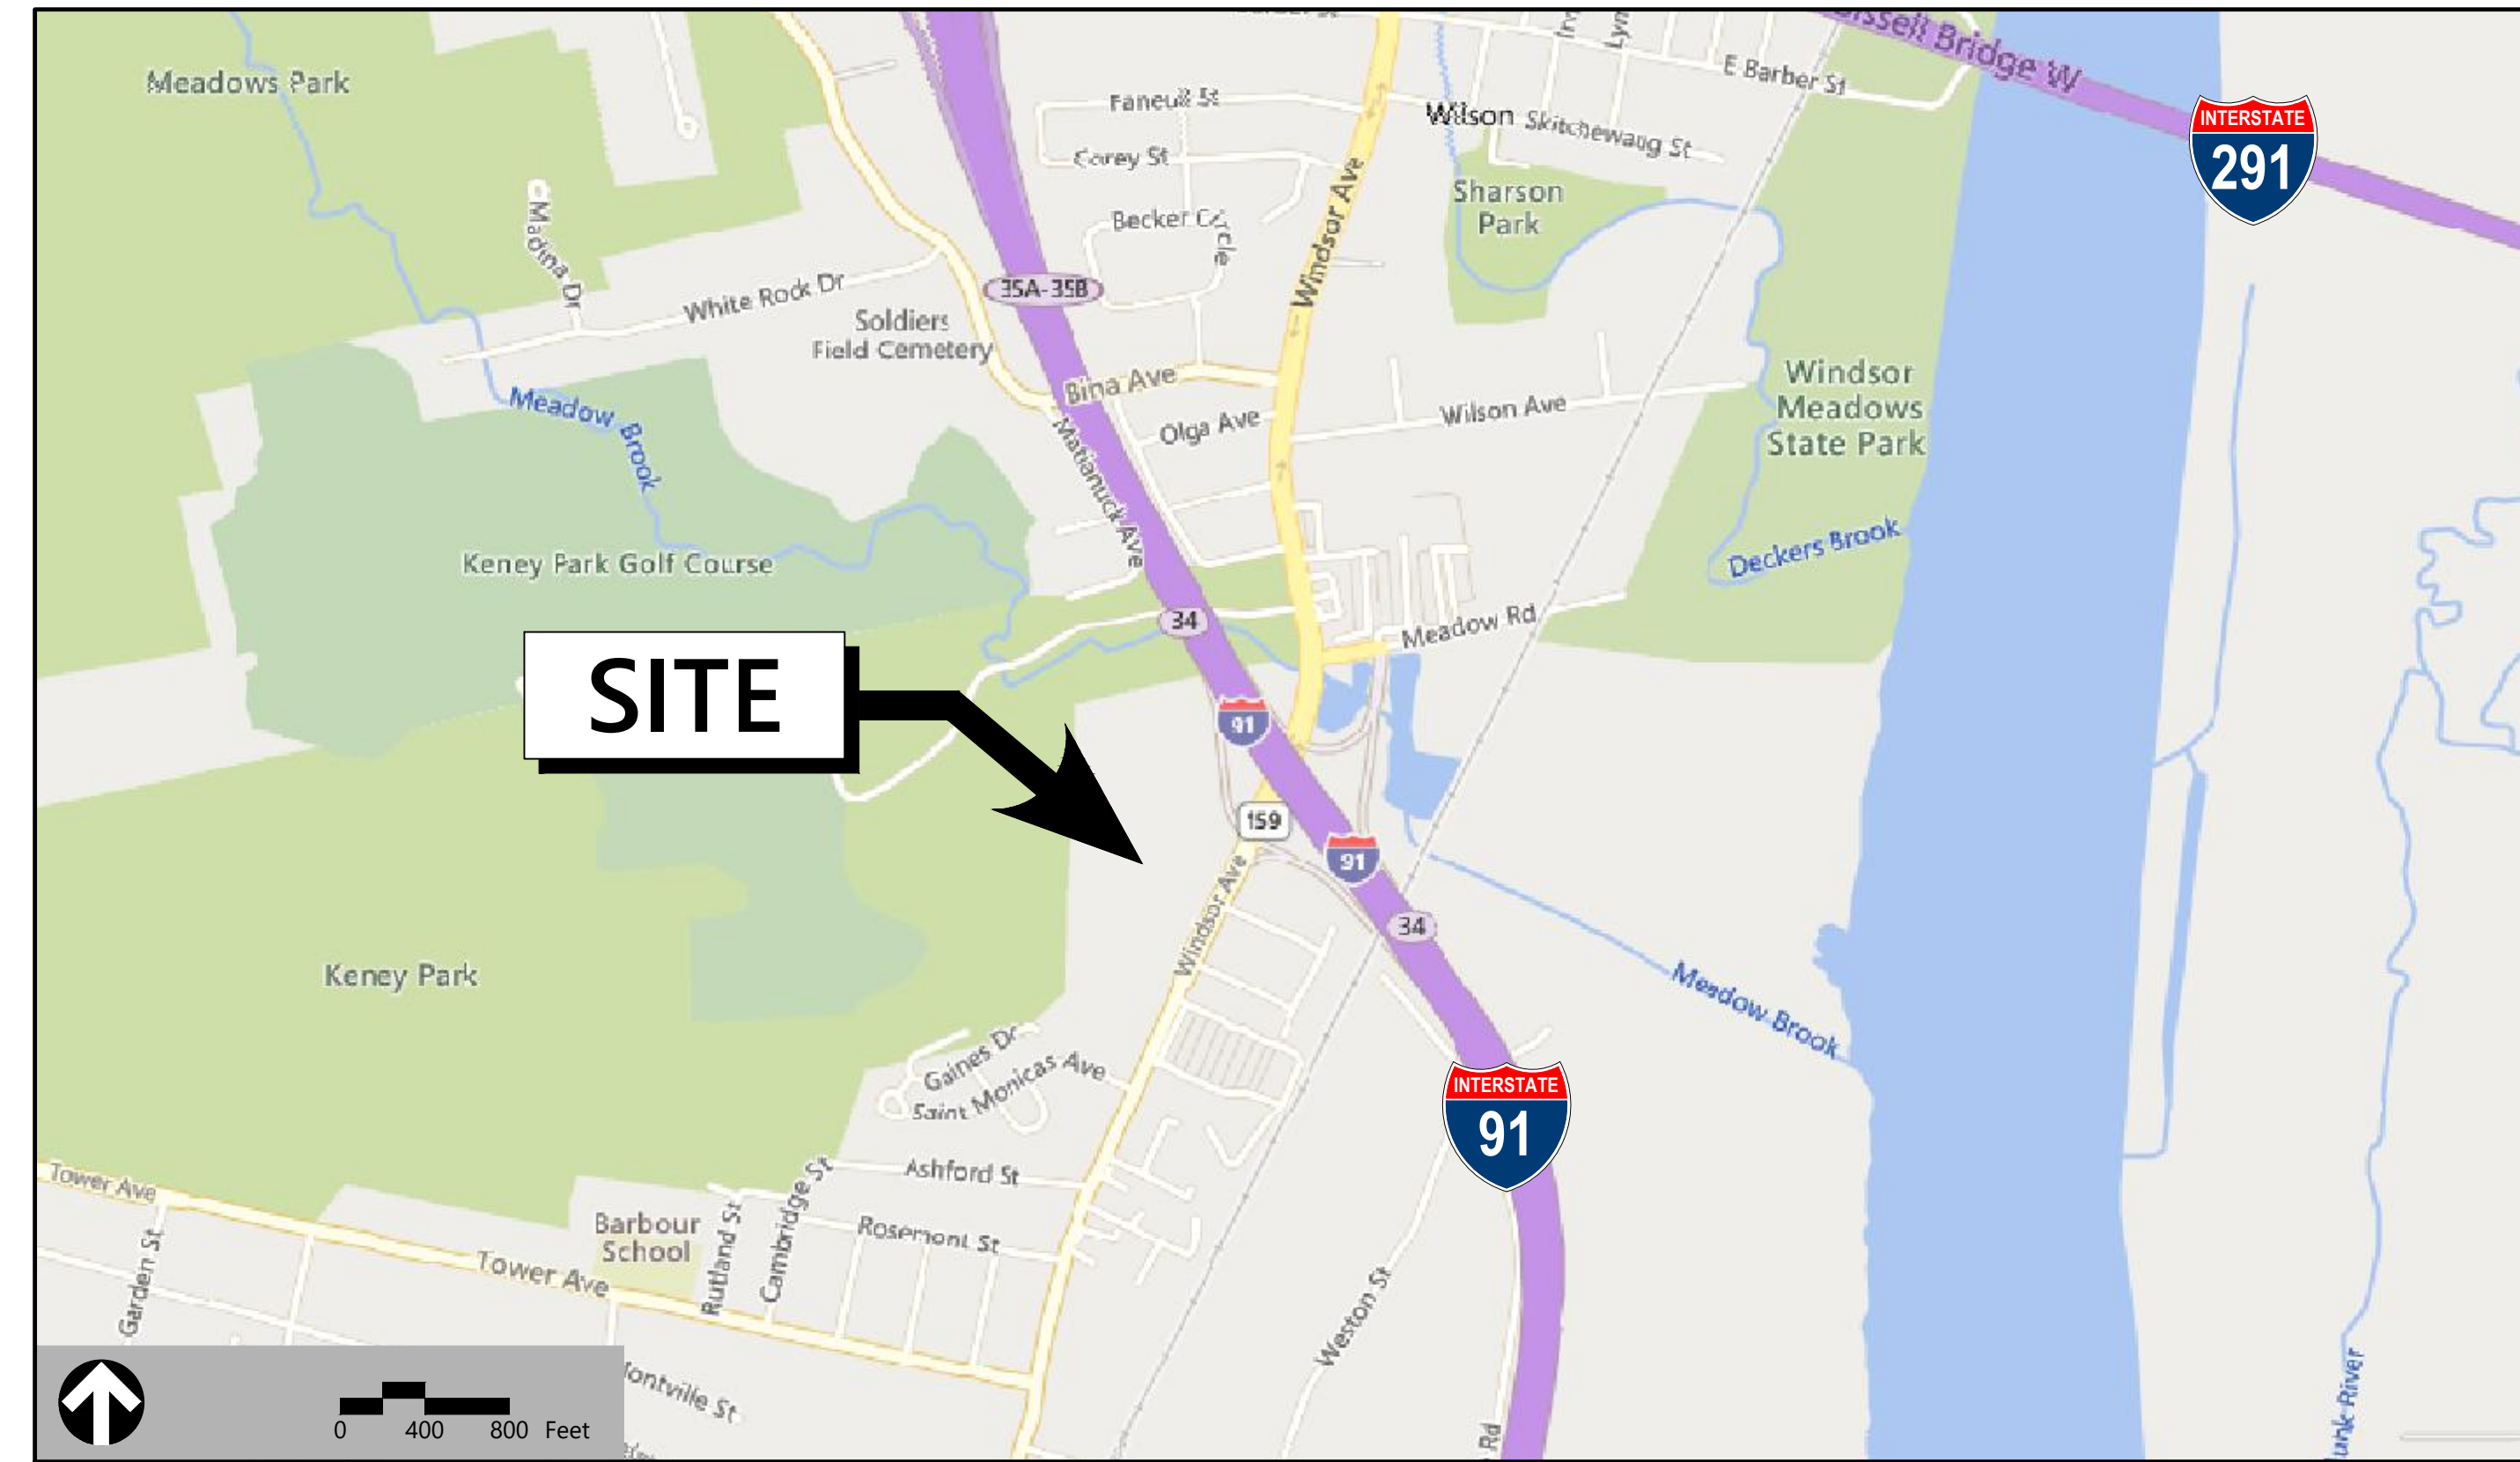 Meadows Park
Faneuil St
Corey St
Becker Circle
Windsor Ave
Wilson
Skitchewaug St
E Barber St
Bridge W
INTERSTATE
291
Sharson
Park
Madina Dr
White Rock Dr
35A-35B
Soldiers
Field Cemetery
Bina Ave
Olga Ave
Wilson Ave
Windsor
Meadows
State Park
Meadow Brook
Matianuck Ave
Keney Park Golf Course
Deckers Brook
34
Meadow Rd
SITE
91
159
91
Windsor Ave
34
Keney Park
Meadow Brook
Gaines Dr
Saint Monicas Ave
INTERSTATE
91
Tower Ave
Ashford St
Barbour
School
Rutland St
Cambridge St
Rosemont St
Garden St
Tower Ave
Weston St
Rd
River
0 400 800 Feet